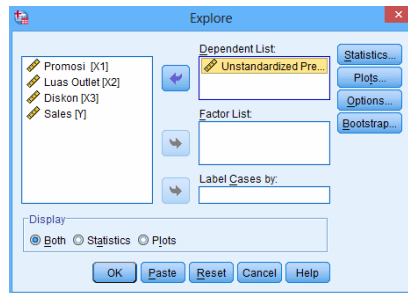 Explore
Promosi [X1]
Luas Outlet [X2]
Diskon [X3]
Sales [Y]
Dependent List:
Unstandardized Pre...
Factor List:
Label Cases by:
Statistics...
Plots...
Options...
Bootstrap...
Display
Both Statistics Plots
OK Paste Reset Cancel Help